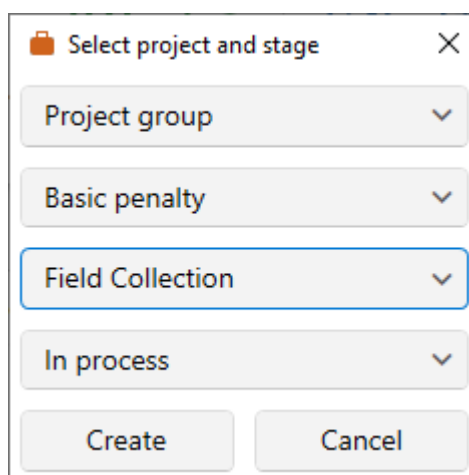 Select project and stage
Project group
Basic penalty
Field Collection
In process
Create
Cancel